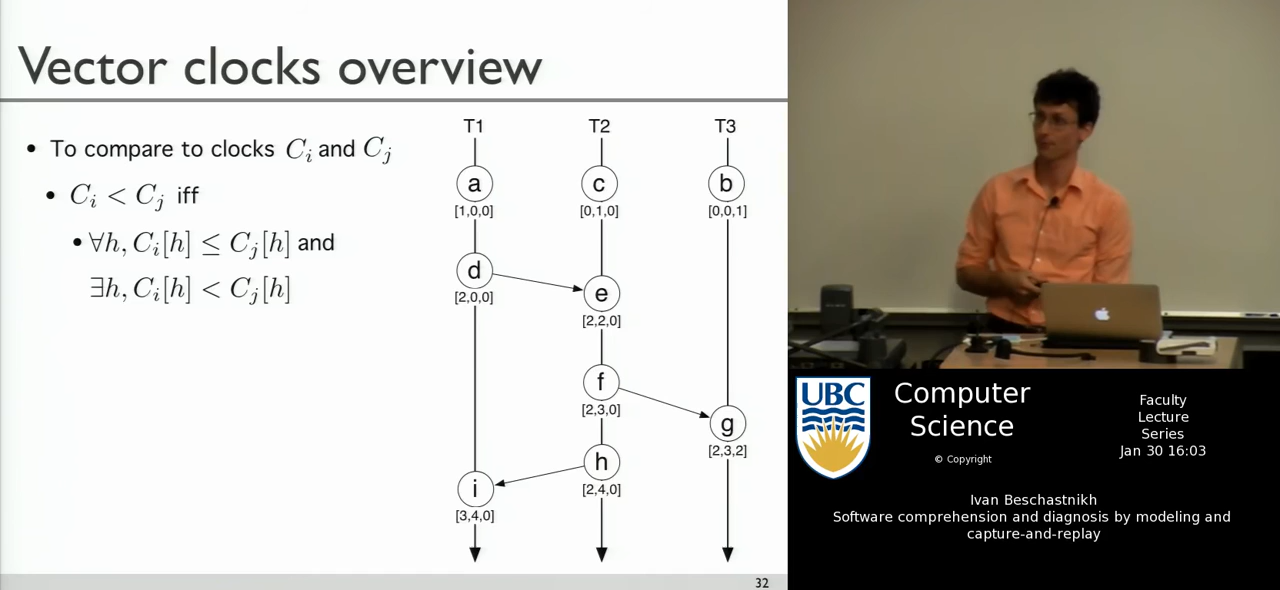 Vector clocks overview
• To compare to clocks C_i and C_j
• C_i < C_j iff
• ∀h, C_i[h] ≤ C_j[h] and
∃h, C_i[h] < C_j[h]
T1 T2 T3
a c b
[1,0,0] [0,1,0] [0,0,1]
d
[2,0,0]
e
[2,2,0]
f
[2,3,0]
g
[2,3,2]
h
[2,4,0]
i
[3,4,0]
32
UBC
Computer
Science
© Copyright
Faculty
Lecture
Series
Jan 30 16:03
Ivan Beschastnikh
Software comprehension and diagnosis by modeling and
capture-and-replay